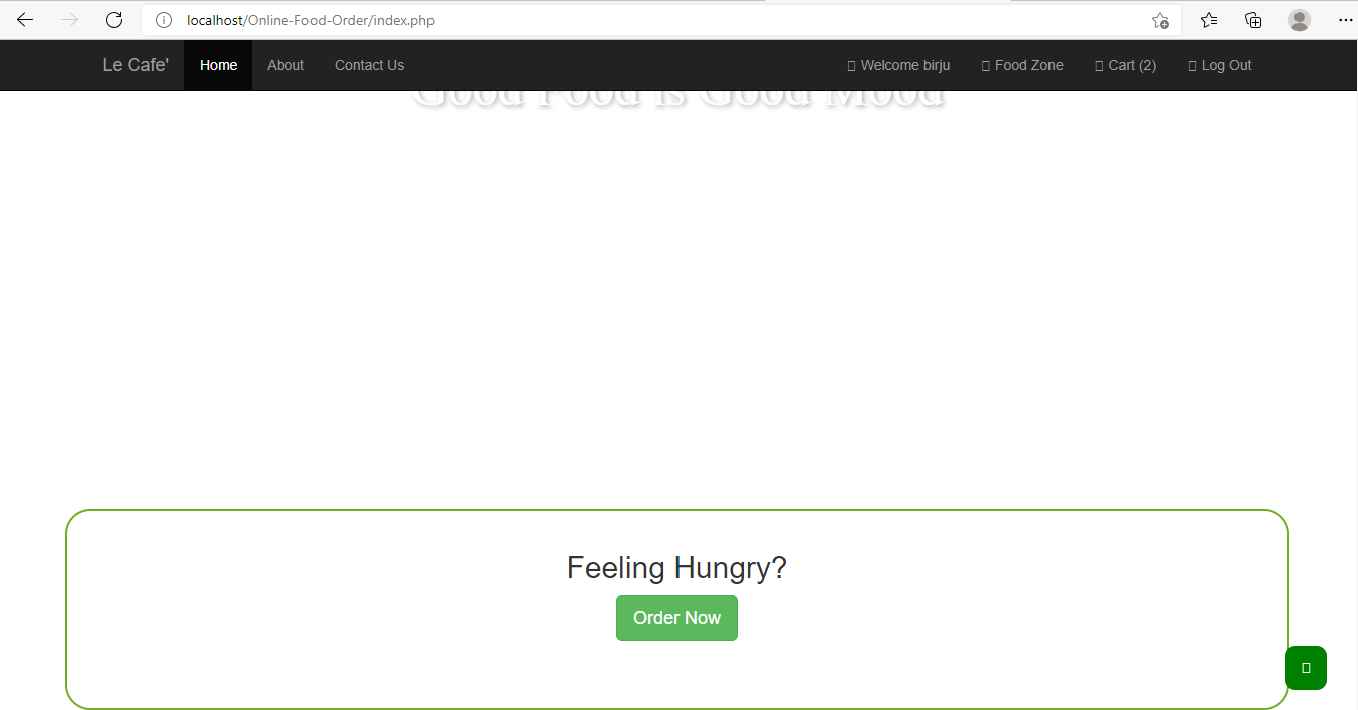 localhost/Online-Food-Order/index.php
Le Cafe' Home About Contact Us Welcome birju Food Zone Cart (2) Log Out
Good Food is Good Mood
Feeling Hungry?
Order Now